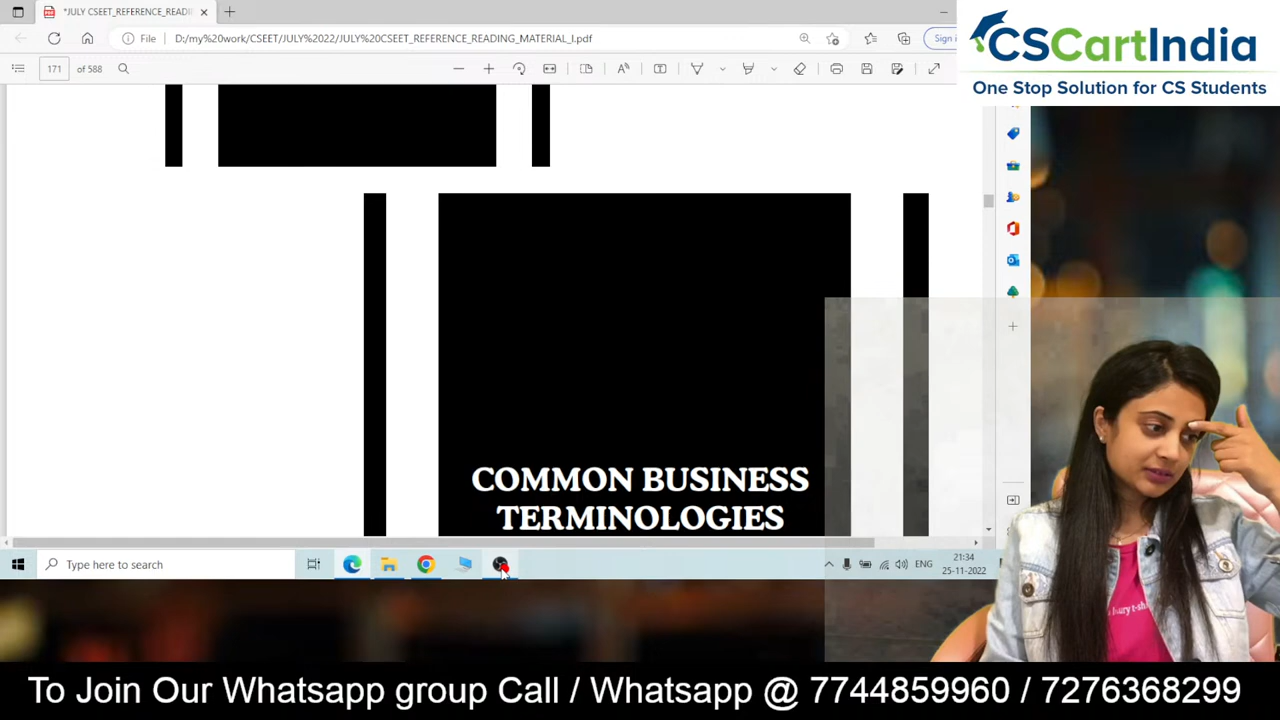 *JULY CSEET_REFERENCE_READI
File
D:/my%20work/CSEET/JULY%202022/JULY%20CSEET_REFERENCE_READING_MATERIAL_I.pdf
Sign i
171 of 588
CSCartIndia
One Stop Solution for CS Students
COMMON BUSINESS
TERMINOLOGIES
Type here to search
ENG
21:34
25-11-2022
To Join Our Whatsapp group Call / Whatsapp @ 7744859960 / 7276368299